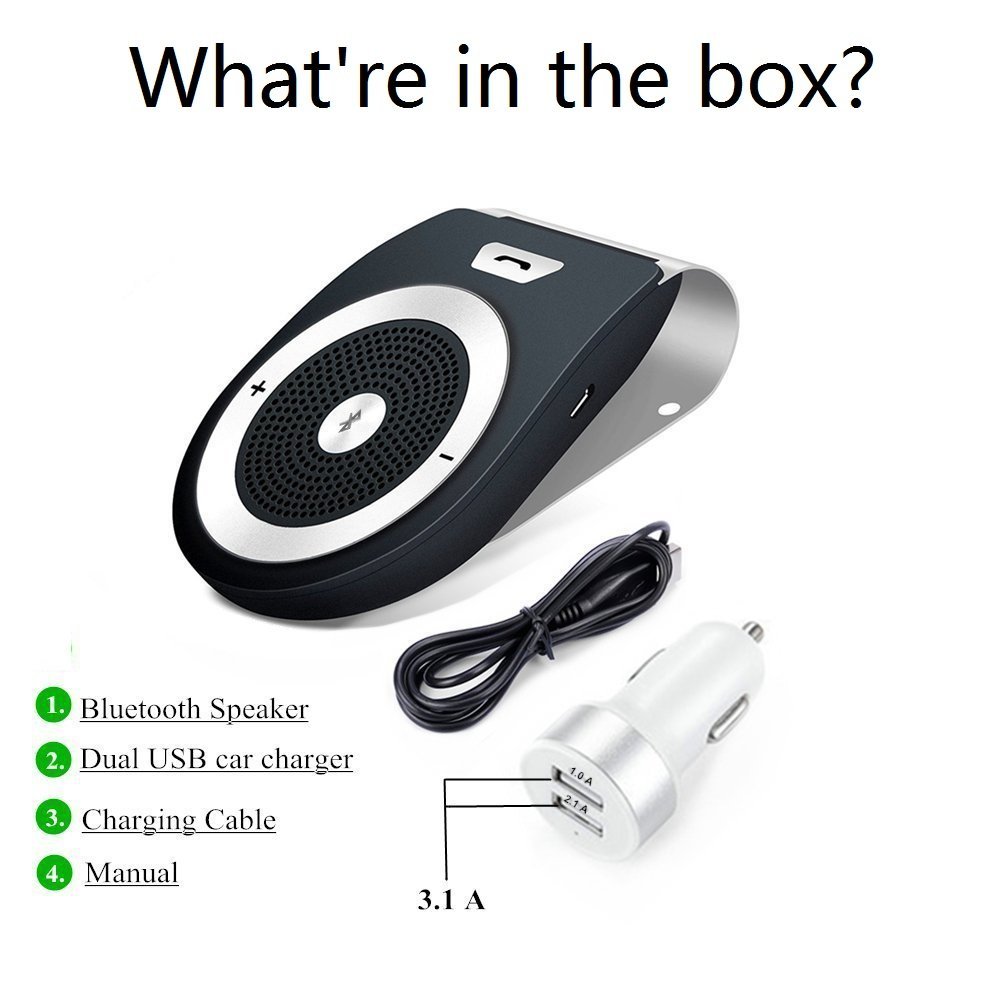 What're in the box?
+
-
1. Bluetooth Speaker
2. Dual USB car charger
3. Charging Cable
4. Manual
1.0 A
2.1 A
3.1 A